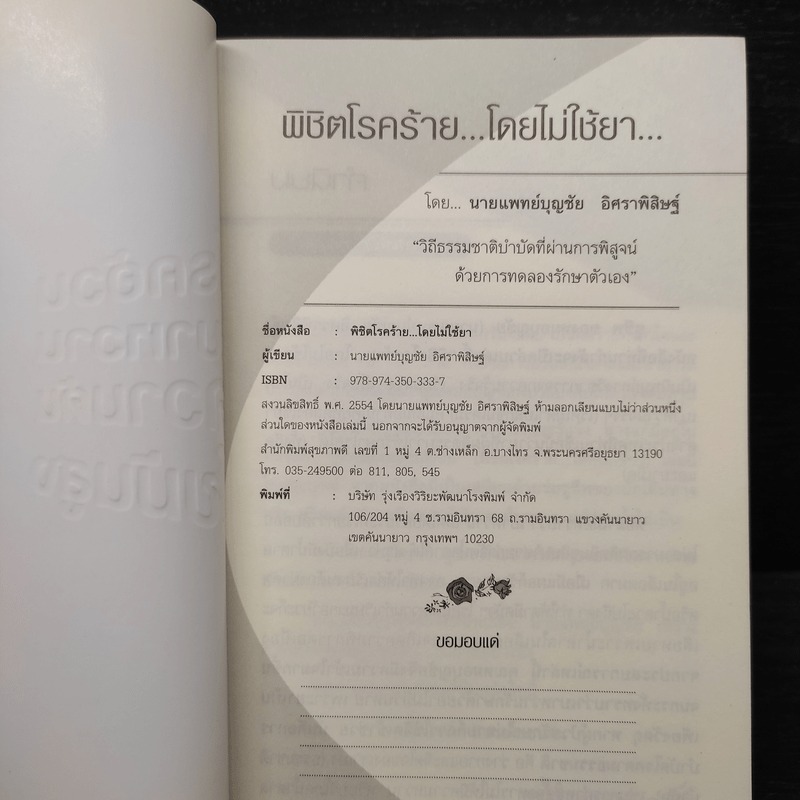 พิชิตโรคร้าย...โดยไม่ใช้ยา...
โดย... นายแพทย์บุญชัย อิศราพิสิษฐ์
“วิถีธรรมชาติบำบัดที่ผ่านการพิสูจน์
ด้วยการทดลองรักษาตัวเอง”
ชื่อหนังสือ : พิชิตโรคร้าย...โดยไม่ใช้ยา
ผู้เขียน : นายแพทย์บุญชัย อิศราพิสิษฐ์
ISBN : 978-974-350-333-7
สงวนลิขสิทธิ์ พ.ศ. 2554 โดยนายแพทย์บุญชัย อิศราพิสิษฐ์ ห้ามลอกเลียนแบบไม่ว่าส่วนหนึ่ง
ส่วนใดของหนังสือเล่มนี้ นอกจากจะได้รับอนุญาตจากผู้จัดพิมพ์
สำนักพิมพ์สุขภาพดี เลขที่ 1 หมู่ 4 ต.ช่างเหล็ก อ.บางไทร จ.พระนครศรีอยุธยา 13190
โทร. 035-249500 ต่อ 811, 805, 545
พิมพ์ที่ : บริษัท รุ่งเรืองวิริยะพัฒนาโรงพิมพ์ จำกัด
106/204 หมู่ 4 ซ.รามอินทรา 68 ถ.รามอินทรา แขวงคันนายาว
เขตคันนายาว กรุงเทพฯ 10230
ขอมอบแด่